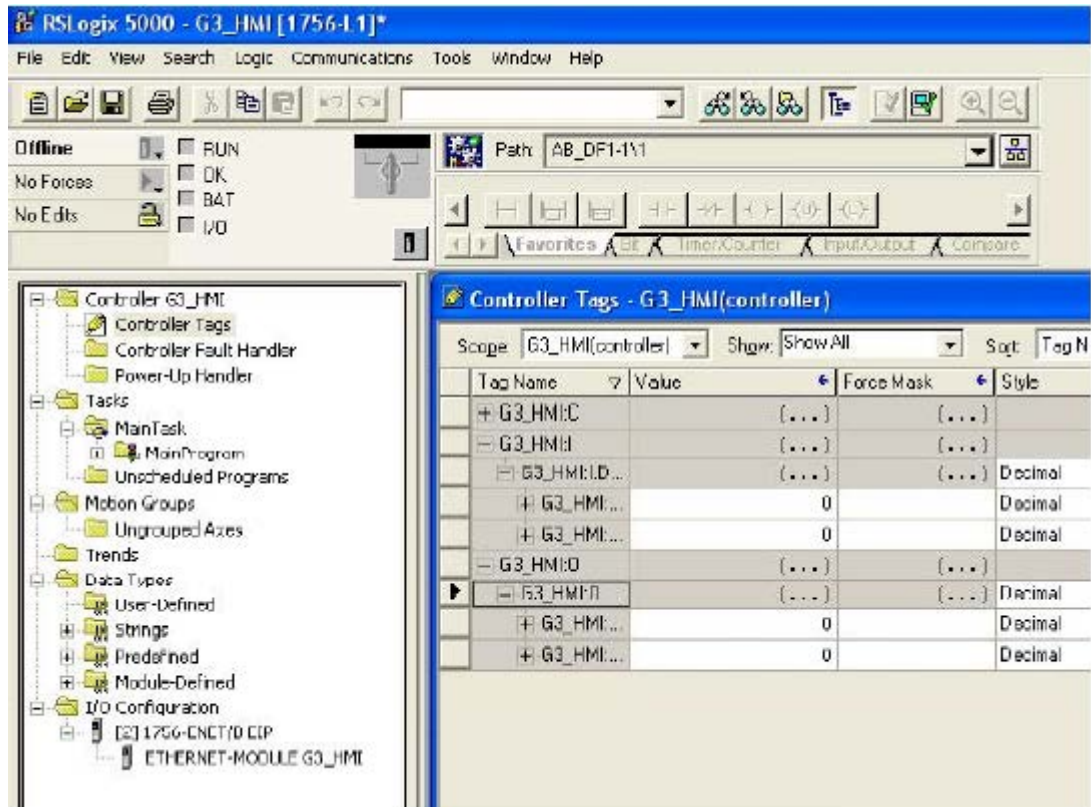 RSLogix 5000 - G3_HMI [1756-L1]*
File Edit View Search Logic Communications Tools Window Help
Offline
RUN
No Forces
OK
No Edits
BAT
I/O
Path: AB_DF1-1\1
Favorites Bit Timer/Counter Input/Output Compare
Controller G3_HMI
Controller Tags
Controller Fault Handler
Power-Up Handler
Tasks
MainTask
MainProgram
Unscheduled Programs
Motion Groups
Ungrouped Axes
Trends
Data Types
User-Defined
Strings
Predefined
Module-Defined
I/O Configuration
[2] 1756-ENET/B EIP
ETHERNET-MODULE G3_HMI
Controller Tags - G3_HMI(controller)
Scope: G3_HMI(controller) Show: Show All Sort: Tag N
Tag Name Value Force Mask Style
G3_HMI:C {...} {...}
G3_HMI:I {...} {...}
G3_HMI:I.D... {...} {...} Decimal
G3_HMI:... 0 Decimal
G3_HMI:... 0 Decimal
G3_HMI:O {...} {...}
{...} {...} Decimal
G3_HMI:... 0 Decimal
G3_HMI:... 0 Decimal